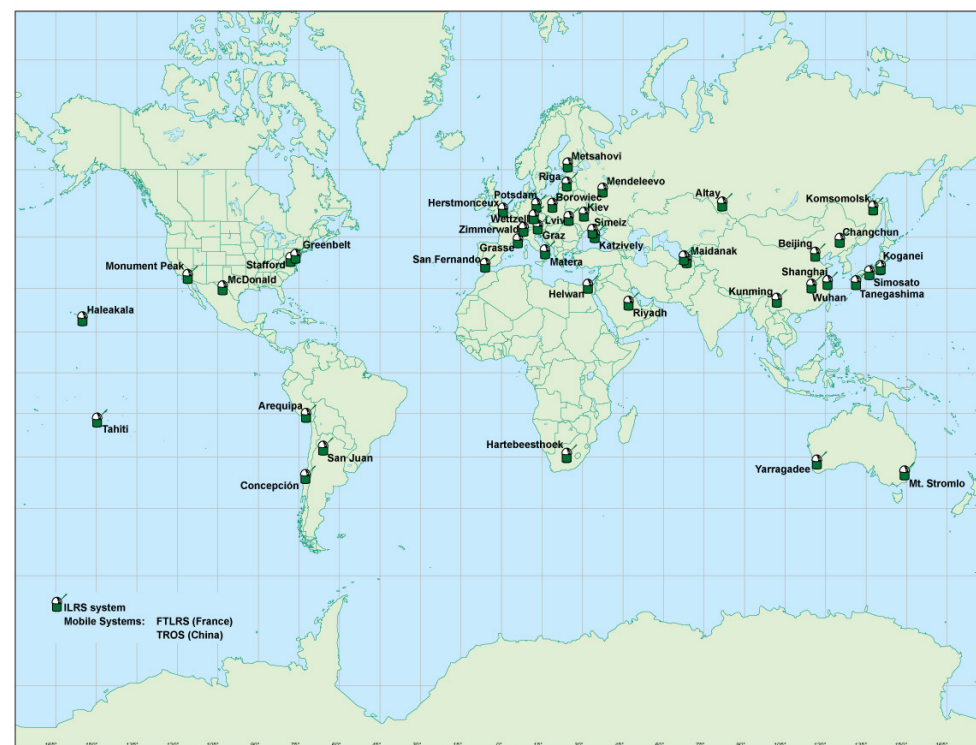 Metsahovi
Riga
Mendeleevo
Potsdam
Borowiec
Altay
Herstmonceux
Kiev
Komsomolsk
Wettzell
Lviv
Simeiz
Zimmerwald
Graz
Changchun
Greenbelt
Grasse
Katzively
Beijing
Stafford
San Fernando
Matera
Maidanak
Koganei
Monument Peak
McDonald
Shanghai
Simosato
Helwan
Kunming
Wuhan
Tanegashima
Haleakala
Riyadh
Arequipa
Tahiti
San Juan
Hartebeesthoek
Yarragadee
Concepción
Mt. Stromlo
ILRS system
Mobile Systems: FTLRS (France)
TROS (China)